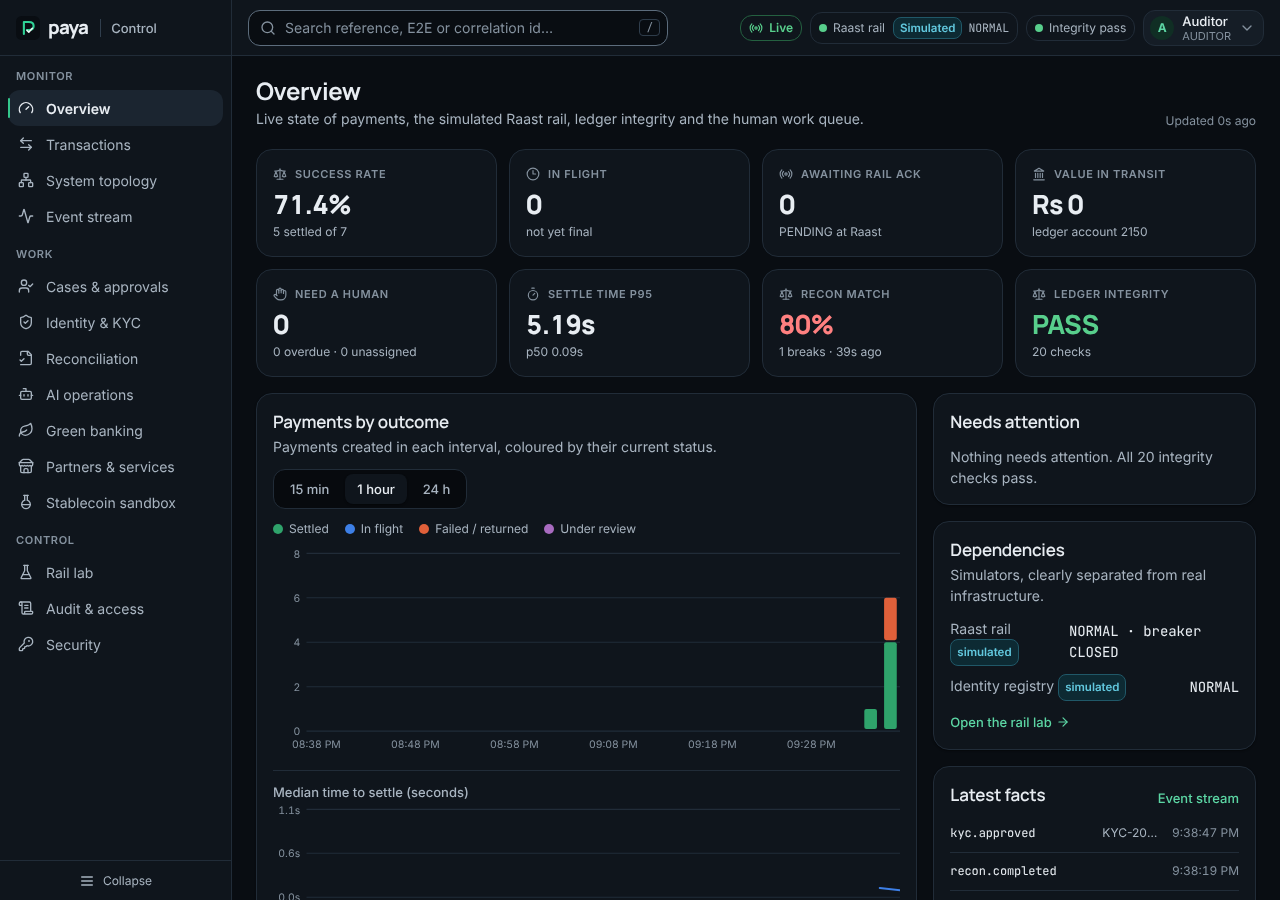 paya Control
Search reference, E2E or correlation id... /
Live
Raast rail Simulated NORMAL
Integrity pass
A Auditor
AUDITOR
MONITOR
Overview
Transactions
System topology
Event stream
WORK
Cases & approvals
Identity & KYC
Reconciliation
AI operations
Green banking
Partners & services
Stablecoin sandbox
CONTROL
Rail lab
Audit & access
Security
Collapse
Overview
Live state of payments, the simulated Raast rail, ledger integrity and the human work queue.
Updated 0s ago
SUCCESS RATE
71.4%
5 settled of 7
IN FLIGHT
0
not yet final
AWAITING RAIL ACK
0
PENDING at Raast
VALUE IN TRANSIT
Rs 0
ledger account 2150
NEED A HUMAN
0
0 overdue · 0 unassigned
SETTLE TIME P95
5.19s
p50 0.09s
RECON MATCH
80%
1 breaks · 39s ago
LEDGER INTEGRITY
PASS
20 checks
Payments by outcome
Payments created in each interval, coloured by their current status.
15 min 1 hour 24 h
Settled In flight Failed / returned Under review
8
6
4
2
0
08:38 PM 08:48 PM 08:58 PM 09:08 PM 09:18 PM 09:28 PM
Median time to settle (seconds)
1.1s
0.6s
0.0s
Needs attention
Nothing needs attention. All 20 integrity
checks pass.
Dependencies
Simulators, clearly separated from real
infrastructure.
Raast rail simulated
NORMAL · breaker
CLOSED
Identity registry simulated NORMAL
Open the rail lab →
Latest facts Event stream
kyc.approved KYC-20... 9:38:47 PM
recon.completed 9:38:19 PM